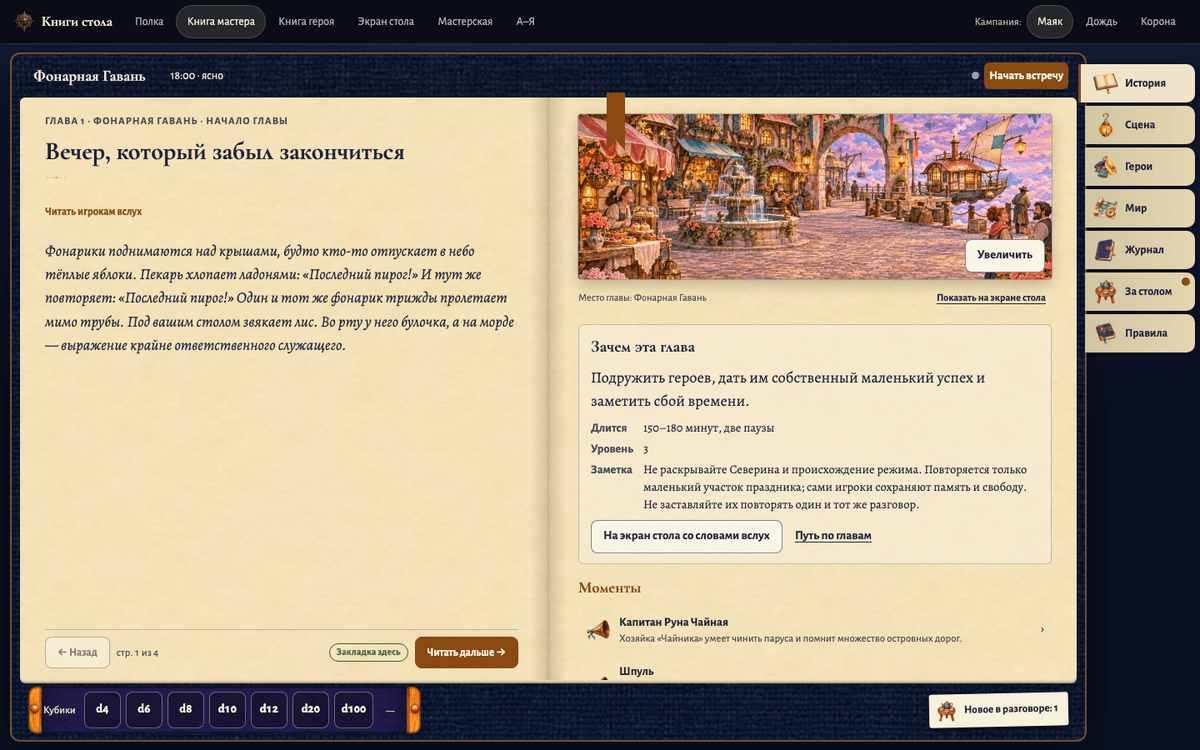 Книги стола
Полка
Книга мастера
Книга героя
Экран стола
Мастерская
А–Я
Кампания:
Маяк
Дождь
Корона
Фонарная Гавань
18:00 · ясно
Начать встречу
ГЛАВА 1 · ФОНАРНАЯ ГАВАНЬ · НАЧАЛО ГЛАВЫ
Вечер, который забыл закончиться
Читать игрокам вслух
Фонарики поднимаются над крышами, будто кто-то отпускает в небо
тёплые яблоки. Пекарь хлопает ладонями: «Последний пирог!» И тут же
повторяет: «Последний пирог!» Один и тот же фонарик трижды пролетает
мимо трубы. Под вашим столом звякает лис. Во рту у него булочка, а на морде
— выражение крайне ответственного служащего.
← Назад
стр. 1 из 4
Закладка здесь
Читать дальше →
Увеличить
Место главы: Фонарная Гавань
Показать на экране стола
Зачем эта глава
Подружить героев, дать им собственный маленький успех и
заметить сбой времени.
Длится 150–180 минут, две паузы
Уровень 3
Заметка Не раскрывайте Северина и происхождение режима. Повторяется только
маленький участок праздника; сами игроки сохраняют память и свободу.
Не заставляйте их повторять один и тот же разговор.
На экран стола со словами вслух
Путь по главам
Моменты
Капитан Руна Чайная
Хозяйка «Чайника» умеет чинить паруса и помнит множество островных дорог.
›
Шпуль
История
Сцена
Герои
Мир
Журнал
За столом
Правила
Кубики
d4
d6
d8
d10
d12
d20
d100
—
Новое в разговоре: 1